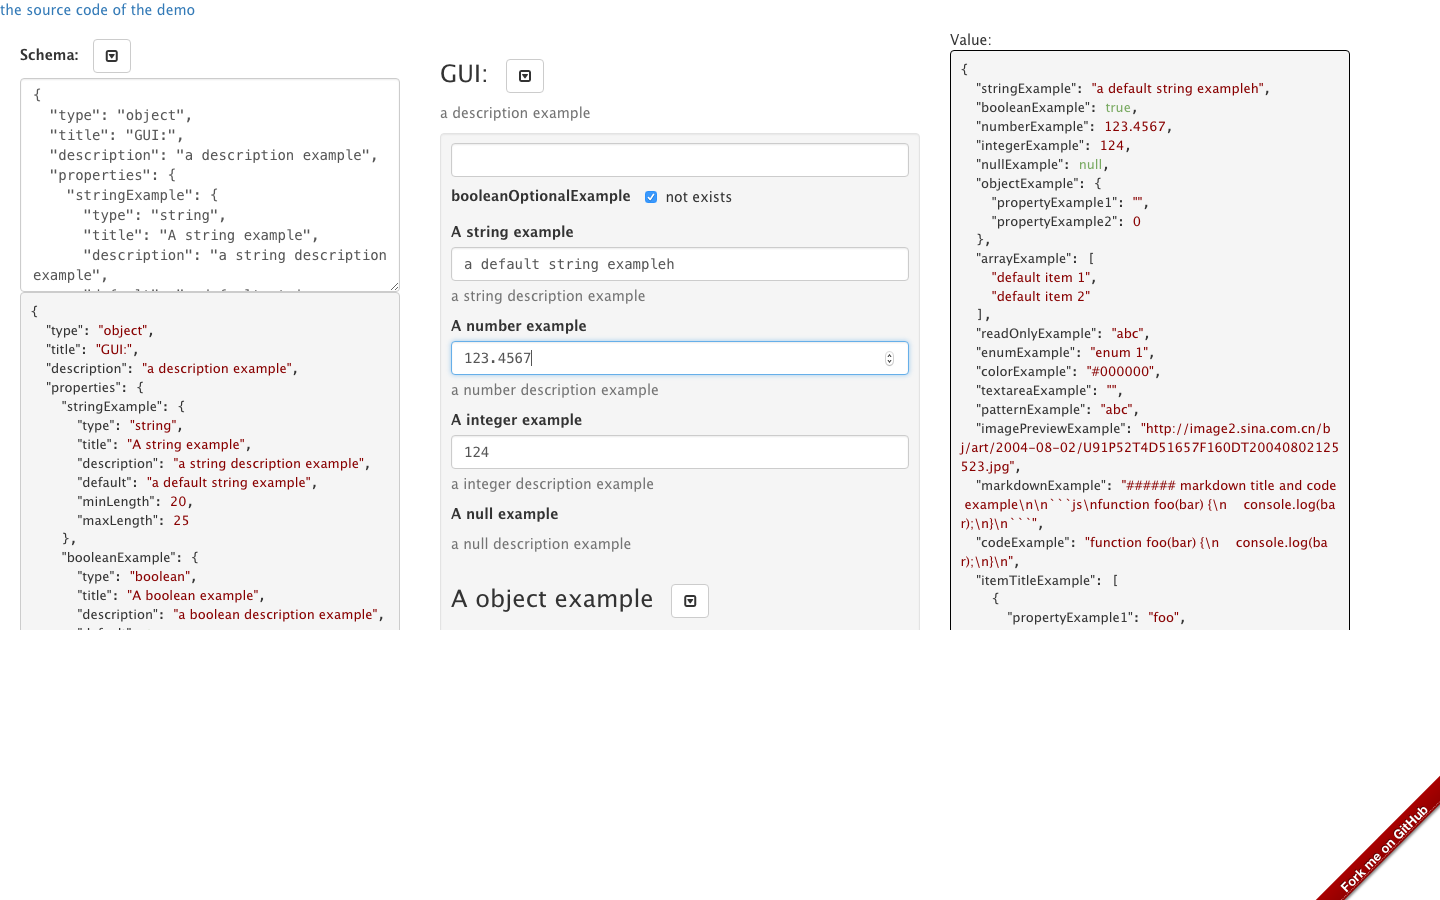 the source code of the demo
Schema:
{
  "type": "object",
  "title": "GUI:",
  "description": "a description example",
  "properties": {
    "stringExample": {
      "type": "string",
      "title": "A string example",
      "description": "a string description
example",
{
  "type": "object",
  "title": "GUI:",
  "description": "a description example",
  "properties": {
    "stringExample": {
      "type": "string",
      "title": "A string example",
      "description": "a string description example",
      "default": "a default string example",
      "minLength": 20,
      "maxLength": 25
    },
    "booleanExample": {
      "type": "boolean",
      "title": "A boolean example",
      "description": "a boolean description example",
GUI:
a description example
booleanOptionalExample not exists
A string example
a default string exampleh
a string description example
A number example
123.4567
a number description example
A integer example
124
a integer description example
A null example
a null description example
A object example
Value:
{
  "stringExample": "a default string exampleh",
  "booleanExample": true,
  "numberExample": 123.4567,
  "integerExample": 124,
  "nullExample": null,
  "objectExample": {
    "propertyExample1": "",
    "propertyExample2": 0
  },
  "arrayExample": [
    "default item 1",
    "default item 2"
  ],
  "readOnlyExample": "abc",
  "enumExample": "enum 1",
  "colorExample": "#000000",
  "textareaExample": "",
  "patternExample": "abc",
  "imagePreviewExample": "http://image2.sina.com.cn/b
j/art/2004-08-02/U91P52T4D51657F160DT20040802125
523.jpg",
  "markdownExample": "###### markdown title and code
 example\n\n```js\nfunction foo(bar) {\n    console.log(ba
r);\n}\n```",
  "codeExample": "function foo(bar) {\n    console.log(ba
r);\n}\n",
  "itemTitleExample": [
    {
      "propertyExample1": "foo",
Fork me on GitHub